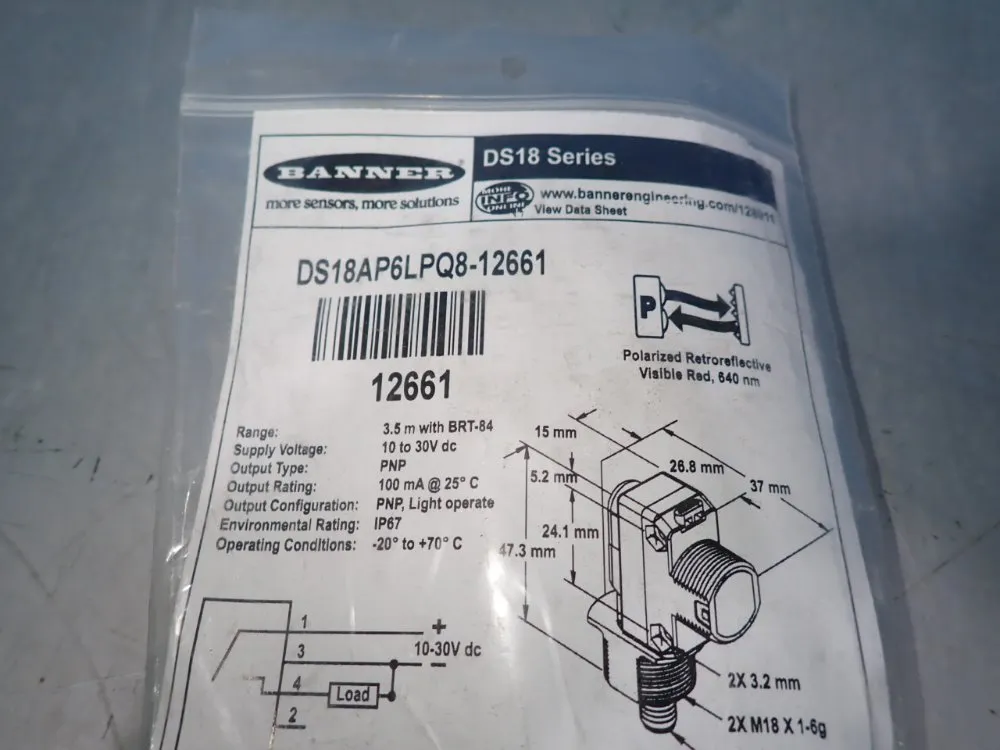 BANNER
more sensors, more solutions
DS18 Series
MORE INFO ONLINE
www.bannerengineering.com/128911
View Data Sheet
DS18AP6LPQ8-12661
12661
P
Polarized Retroreflective
Visible Red, 640 nm
Range: 3.5 m with BRT-84
Supply Voltage: 10 to 30V dc
Output Type: PNP
Output Rating: 100 mA @ 25° C
Output Configuration: PNP, Light operate
Environmental Rating: IP67
Operating Conditions: -20° to +70° C
15 mm
26.8 mm
5.2 mm
37 mm
24.1 mm
47.3 mm
2X 3.2 mm
2X M18 X 1-6g
1 +
10-30V dc
3 −
4 Load
2